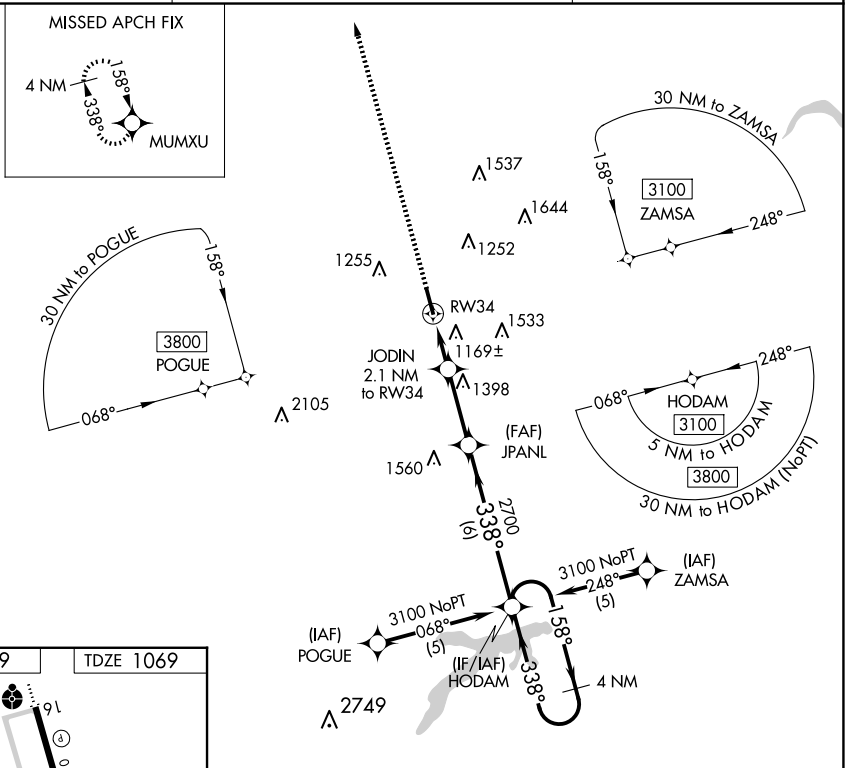 MISSED APCH FIX
4 NM
158°
338°
MUMXU
30 NM to ZAMSA
158°
3100
ZAMSA
248°
1537
1644
1252
1255
30 NM to POGUE
158°
3800
POGUE
068°
RW34
1533
1169±
JODIN
2.1 NM
to RW34
1398
2105
(FAF)
JPANL
1560
068°
248°
HODAM
3100
5 NM to HODAM
3800
30 NM to HODAM (NoPT)
2700
338°
(6)
3100 NoPT
248°
(5)
(IAF)
ZAMSA
3100 NoPT
068°
(5)
(IAF)
POGUE
(IF/IAF)
HODAM
158°
338°
4 NM
2749
9
TDZE 1069
16
P
0